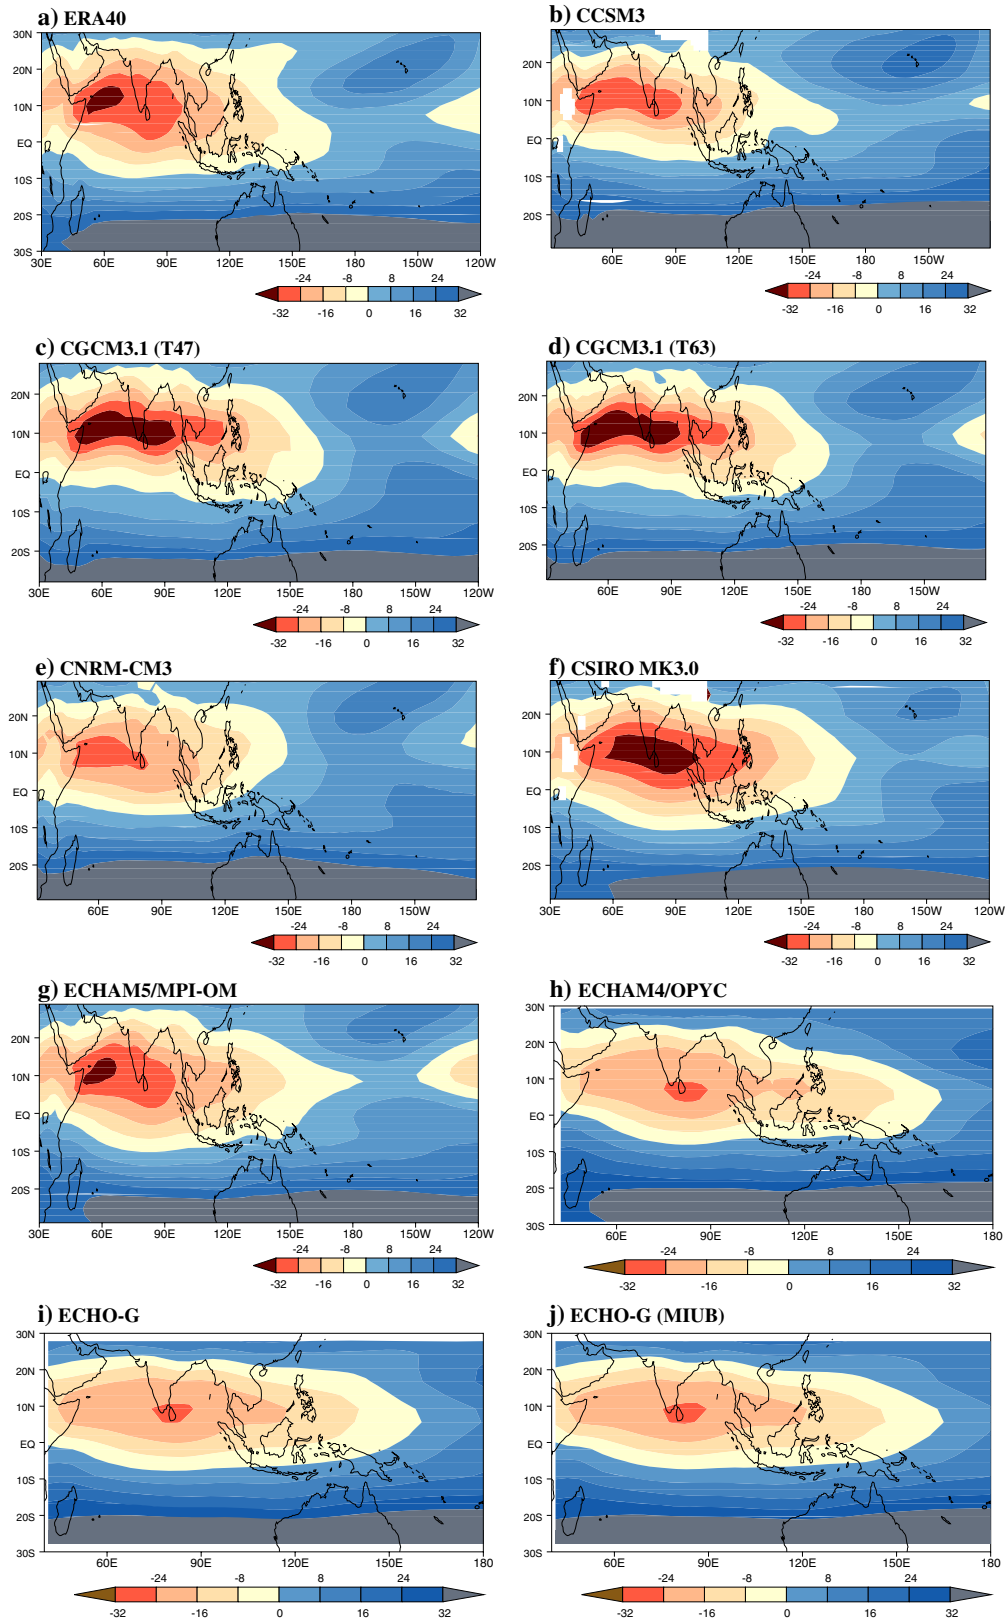 a) ERA40
30N
20N
10N
EQ
10S
20S
30S
30E 60E 90E 120E 150E 180 150W 120W
-24 -8 8 24
-32 -16 0 16 32
b) CCSM3
20N
10N
EQ
10S
20S
60E 90E 120E 150E 180 150W
-24 -8 8 24
-32 -16 0 16 32
c) CGCM3.1 (T47)
20N
10N
EQ
10S
20S
30E 60E 90E 120E 150E 180 150W 120W
-24 -8 8 24
-32 -16 0 16 32
d) CGCM3.1 (T63)
20N
10N
EQ
10S
20S
60E 90E 120E 150E 180 150W
-24 -8 8 24
-32 -16 0 16 32
e) CNRM-CM3
20N
10N
EQ
10S
20S
60E 90E 120E 150E 180 150W
-24 -8 8 24
-32 -16 0 16 32
f) CSIRO MK3.0
20N
10N
EQ
10S
20S
30E 60E 90E 120E 150E 180 150W 120W
-24 -8 8 24
-32 -16 0 16 32
g) ECHAM5/MPI-OM
20N
10N
EQ
10S
20S
30E 60E 90E 120E 150E 180 150W 120W
-24 -8 8 24
-32 -16 0 16 32
h) ECHAM4/OPYC
30N
20N
10N
EQ
10S
20S
30S
60E 90E 120E 150E 180
-24 -8 8 24
-32 -16 0 16 32
i) ECHO-G
30N
20N
10N
EQ
10S
20S
30S
60E 90E 120E 150E 180
-24 -8 8 24
-32 -16 0 16 32
j) ECHO-G (MIUB)
30N
20N
10N
EQ
10S
20S
30S
60E 90E 120E 150E 180
-24 -8 8 24
-32 -16 0 16 32